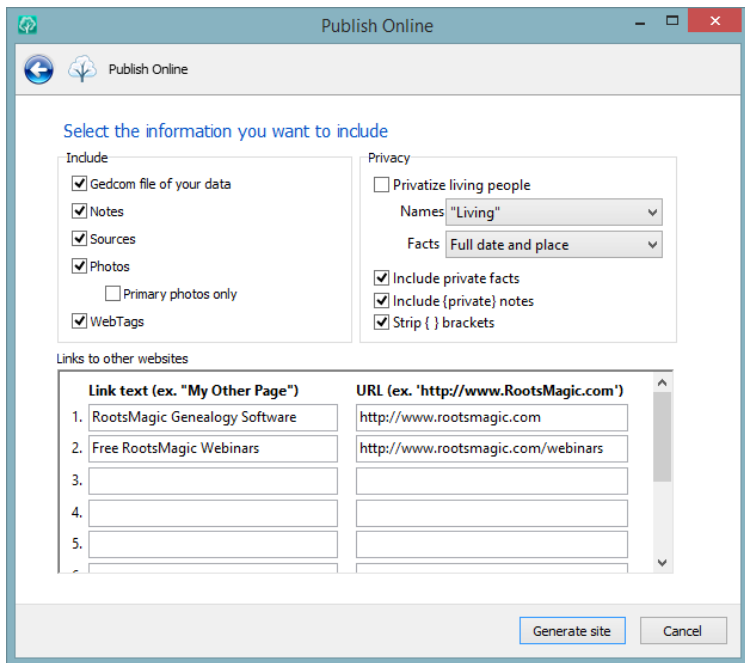 Publish Online
Publish Online
Select the information you want to include
Include
Gedcom file of your data
Notes
Sources
Photos
Primary photos only
WebTags
Privacy
Privatize living people
Names "Living"
Facts Full date and place
Include private facts
Include {private} notes
Strip { } brackets
Links to other websites
Link text (ex. "My Other Page") URL (ex. 'http://www.RootsMagic.com')
1. RootsMagic Genealogy Software http://www.rootsmagic.com
2. Free RootsMagic Webinars http://www.rootsmagic.com/webinars
3.
4.
5.
Generate site Cancel